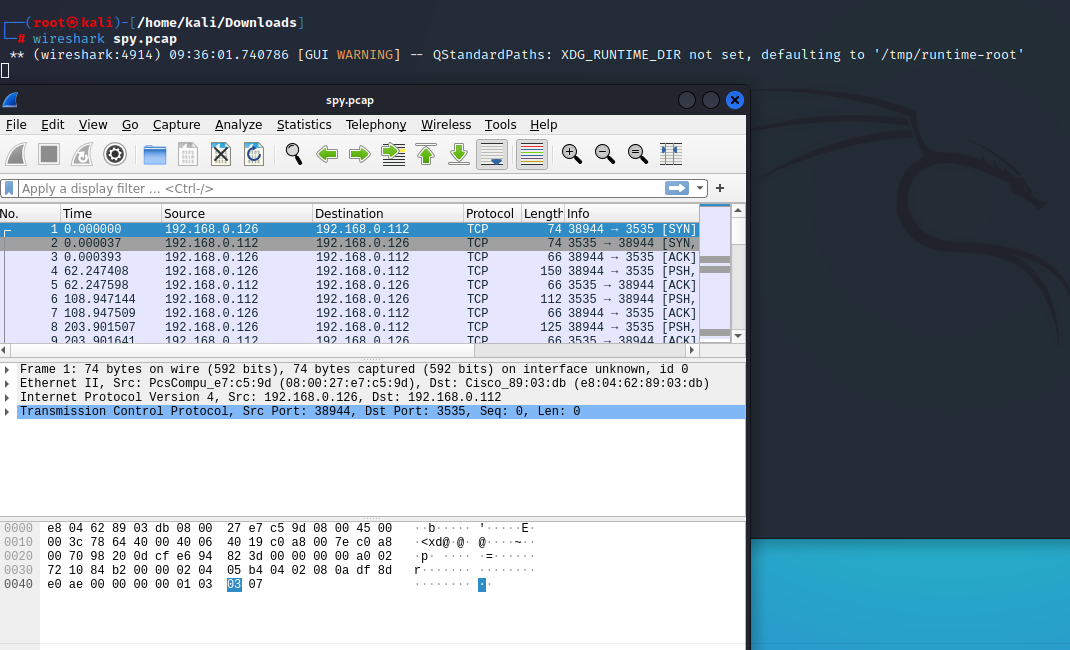 ┌──(root㉿kali)-[/home/kali/Downloads]
└─# wireshark spy.pcap
** (wireshark:4914) 09:36:01.740786 [GUI WARNING] -- QStandardPaths: XDG_RUNTIME_DIR not set, defaulting to '/tmp/runtime-root'
spy.pcap
File Edit View Go Capture Analyze Statistics Telephony Wireless Tools Help
Apply a display filter ... <Ctrl-/>
No. Time Source Destination Protocol Length Info
1 0.000000 192.168.0.126 192.168.0.112 TCP 74 38944 → 3535 [SYN]
2 0.000037 192.168.0.112 192.168.0.126 TCP 74 3535 → 38944 [SYN,
3 0.000393 192.168.0.126 192.168.0.112 TCP 66 38944 → 3535 [ACK]
4 62.247408 192.168.0.126 192.168.0.112 TCP 150 38944 → 3535 [PSH,
5 62.247598 192.168.0.112 192.168.0.126 TCP 66 3535 → 38944 [ACK]
6 108.947144 192.168.0.112 192.168.0.126 TCP 112 3535 → 38944 [PSH,
7 108.947509 192.168.0.126 192.168.0.112 TCP 66 38944 → 3535 [ACK]
8 203.901507 192.168.0.126 192.168.0.112 TCP 125 38944 → 3535 [PSH,
9 203.901641 192.168.0.112 192.168.0.126 TCP 66 3535 → 38944 [ACK]
Frame 1: 74 bytes on wire (592 bits), 74 bytes captured (592 bits) on interface unknown, id 0
Ethernet II, Src: PcsCompu_e7:c5:9d (08:00:27:e7:c5:9d), Dst: Cisco_89:03:db (e8:04:62:89:03:db)
Internet Protocol Version 4, Src: 192.168.0.126, Dst: 192.168.0.112
Transmission Control Protocol, Src Port: 38944, Dst Port: 3535, Seq: 0, Len: 0
0000 e8 04 62 89 03 db 08 00 27 e7 c5 9d 08 00 45 00 ··b····· '·····E·
0010 00 3c 78 64 40 00 40 06 40 19 c0 a8 00 7e c0 a8 ·<xd@·@· @····~··
0020 00 70 98 20 0d cf e6 94 82 3d 00 00 00 00 a0 02 ·p· ···· ·=······
0030 72 10 84 b2 00 00 02 04 05 b4 04 02 08 0a df 8d r······· ········
0040 e0 ae 00 00 00 00 01 03 03 07 ········ ··